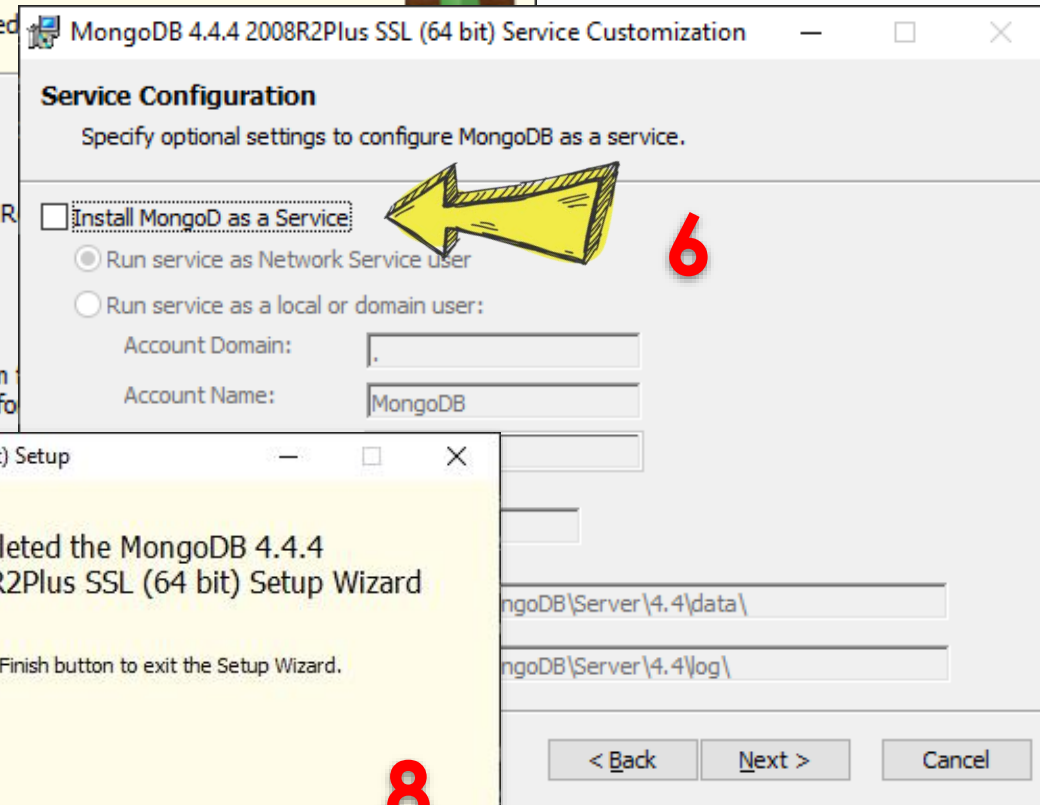 ed
MongoDB 4.4.4 2008R2Plus SSL (64 bit) Service Customization
Service Configuration
Specify optional settings to configure MongoDB as a service.
R
Install MongoD as a Service
6
Run service as Network Service user
Run service as a local or domain user:
Account Domain:
.
Account Name:
MongoDB
fo
t) Setup
leted the MongoDB 4.4.4
R2Plus SSL (64 bit) Setup Wizard
ngoDB\Server\4.4\data\
Finish button to exit the Setup Wizard.
ngoDB\Server\4.4\log\
< Back
Next >
Cancel
8